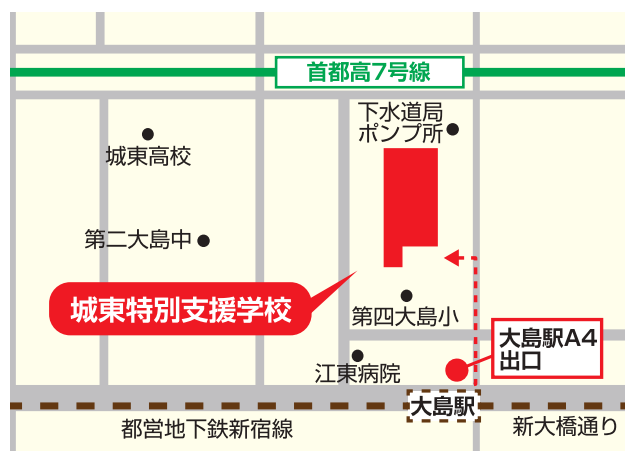 首都高7号線
下水道局
ポンプ所
城東高校
第二大島中
城東特別支援学校
第四大島小
大島駅A4
出口
江東病院
大島駅
都営地下鉄新宿線
新大橋通り